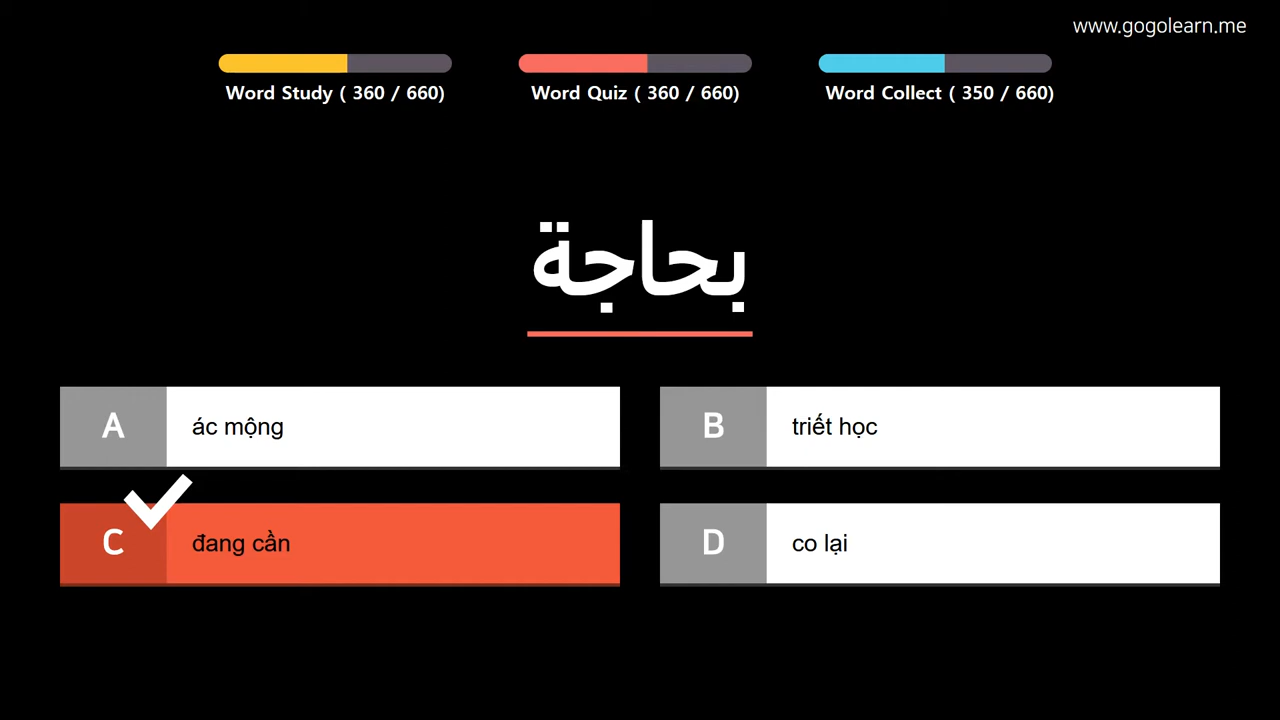 www.gogolearn.me
Word Study ( 360 / 660)
Word Quiz ( 360 / 660)
Word Collect ( 350 / 660)
بحاجة
A
ác mộng
B
triết học
C
đang cần
D
co lại